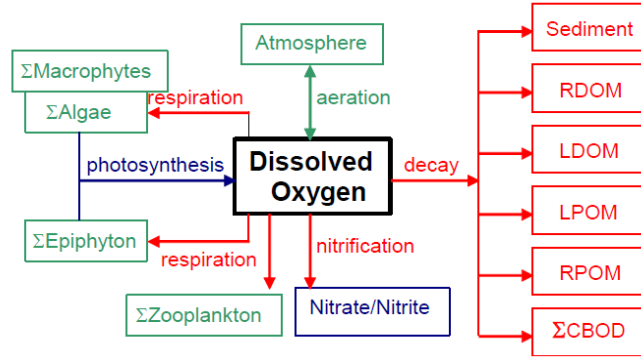 Sediment
Atmosphere
ΣMacrophytes
RDOM
respiration
aeration
ΣAlgae
Dissolved
Oxygen
photosynthesis
decay
LDOM
LPOM
ΣEpiphyton
respiration
nitrification
RPOM
ΣZooplankton
Nitrate/Nitrite
ΣCBOD